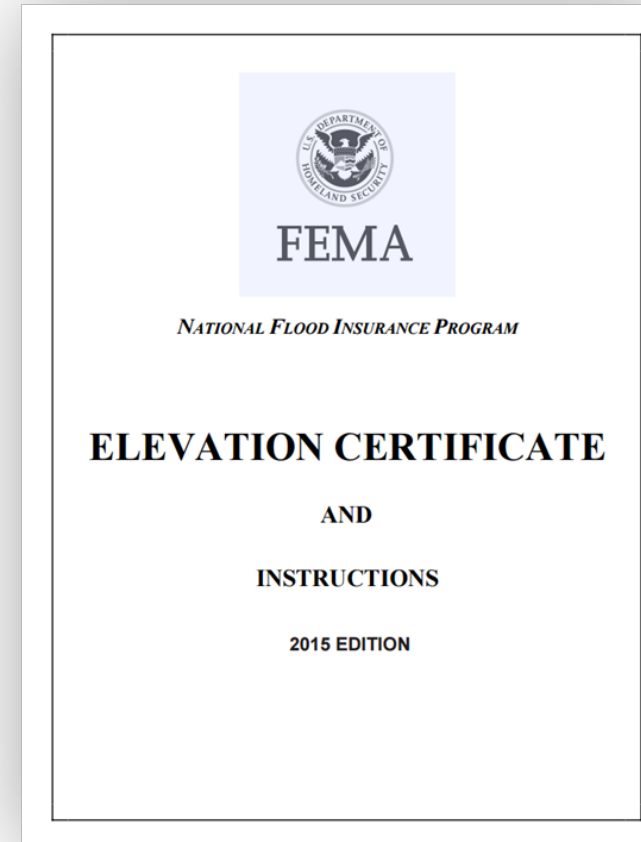 U.S. DEPARTMENT OF
HOMELAND SECURITY
FEMA
NATIONAL FLOOD INSURANCE PROGRAM
ELEVATION CERTIFICATE
AND
INSTRUCTIONS
2015 EDITION